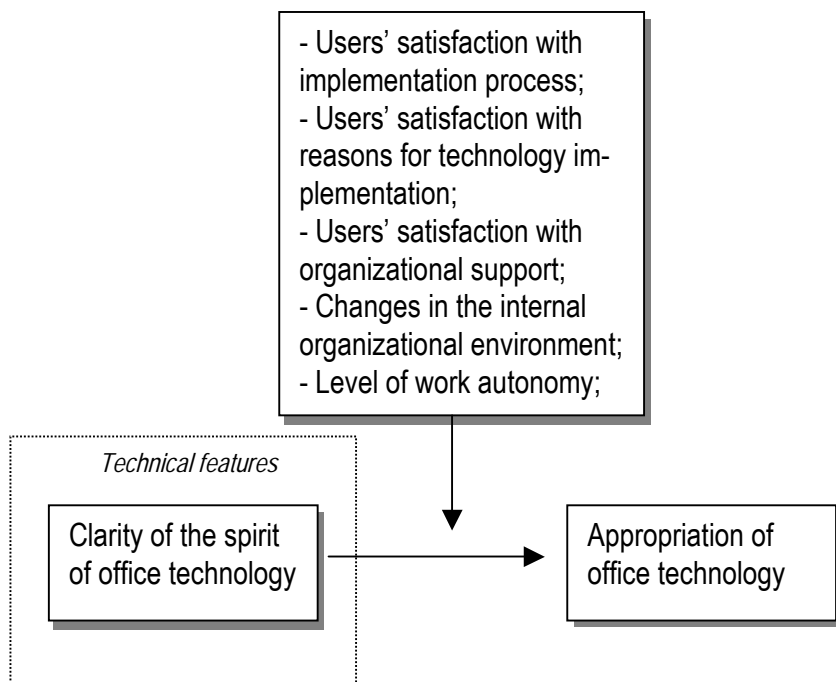 - Users’ satisfaction with
implementation process;
- Users’ satisfaction with
reasons for technology im-
plementation;
- Users’ satisfaction with
organizational support;
- Changes in the internal
organizational environment;
- Level of work autonomy;
Technical features
Clarity of the spirit
of office technology
Appropriation of
office technology